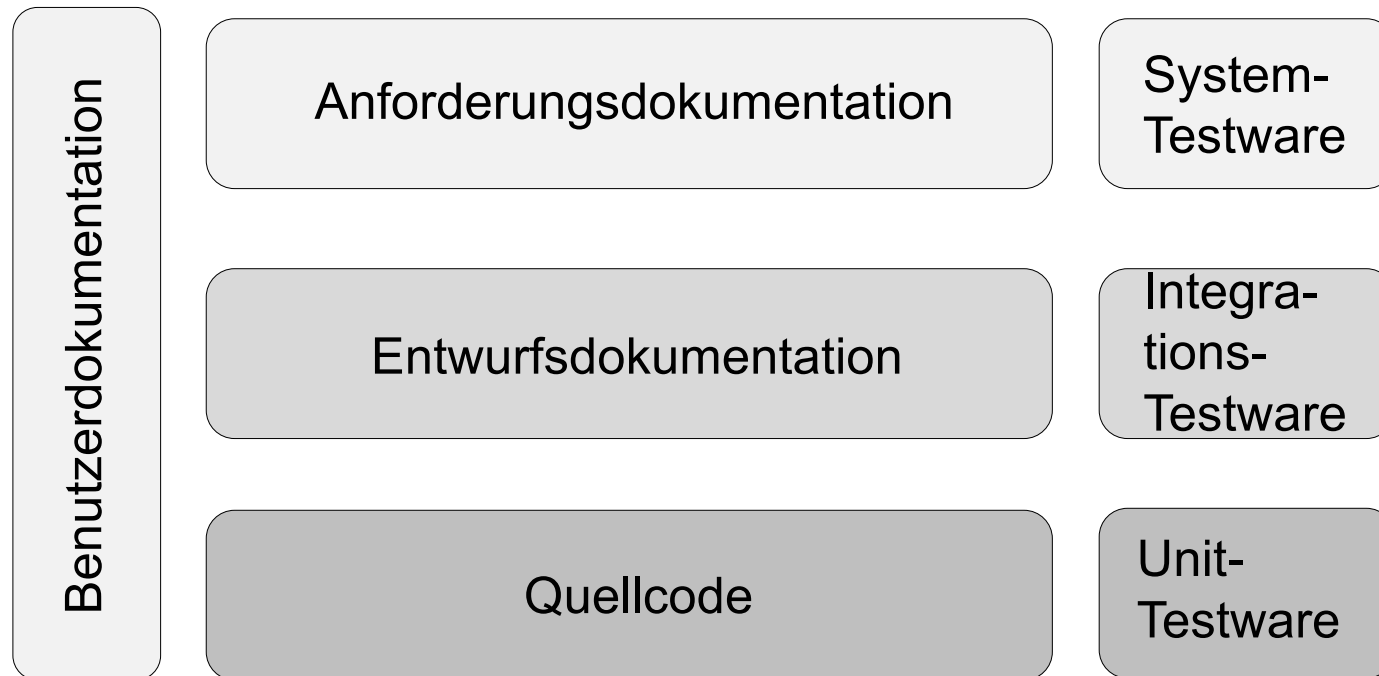 Benutzerdokumentation
Anforderungsdokumentation
System-
Testware
Entwurfsdokumentation
Integra-
tions-
Testware
Quellcode
Unit-
Testware